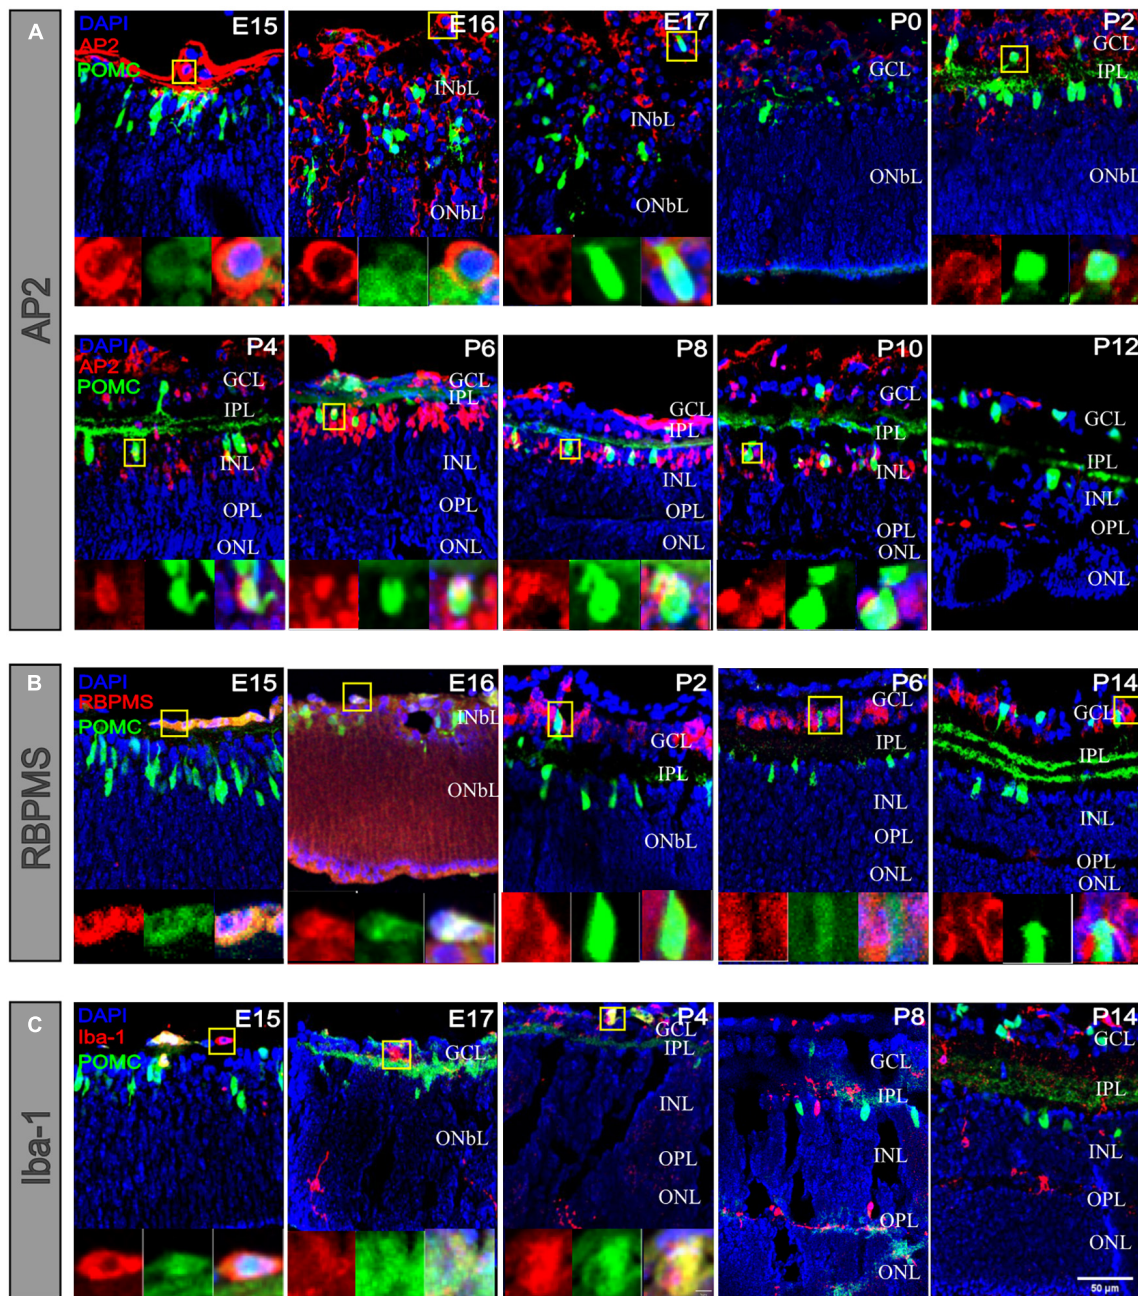 A
AP2
DAPI
AP2
POMC
E15
E16
INbL
ONbL
E17
INbL
ONbL
P0
GCL
ONbL
P2
GCL
IPL
ONbL
DAPI
AP2
POMC
P4
GCL
IPL
INL
OPL
ONL
P6
GCL
IPL
INL
OPL
ONL
P8
GCL
IPL
INL
OPL
ONL
P10
GCL
IPL
INL
OPL
ONL
P12
GCL
IPL
INL
OPL
ONL
B
RBPMS
DAPI
RBPMS
POMC
E15
E16
INbL
ONbL
P2
GCL
IPL
ONbL
P6
GCL
IPL
INL
OPL
ONL
P14
GCL
IPL
INL
OPL
ONL
C
Iba-1
DAPI
Iba-1
POMC
E15
E17
GCL
ONbL
P4
GCL
IPL
INL
OPL
ONL
P8
GCL
IPL
INL
OPL
ONL
P14
GCL
IPL
INL
OPL
ONL
50 µm